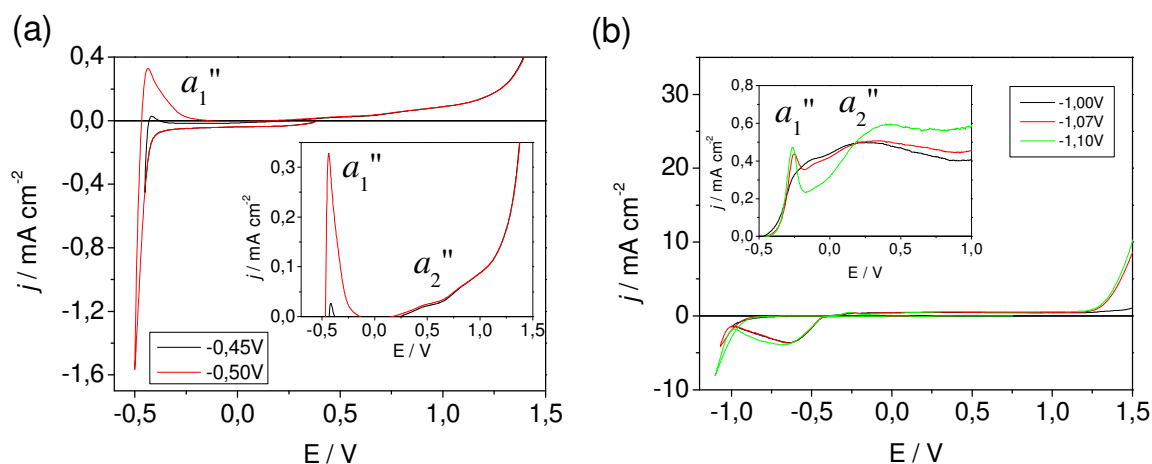 (a)
j / mA cm-2
0,4
0,0
-0,4
-0,8
-1,2
-1,6
-0,5
0,0
0,5
1,0
1,5
E / V
a1"
-0,45V
-0,50V
j / mA cm-2
0,3
0,2
0,1
0,0
-0,5
0,0
0,5
1,0
1,5
E / V
a1"
a2"
(b)
j / mA cm-2
35
30
25
20
15
10
5
0
-5
-10
-1,0
-0,5
0,0
0,5
1,0
1,5
E / V
-1,00V
-1,07V
-1,10V
j / mA cm-2
0,8
0,6
0,4
0,2
0,0
-0,5
0,0
0,5
1,0
E / V
a1"
a2"